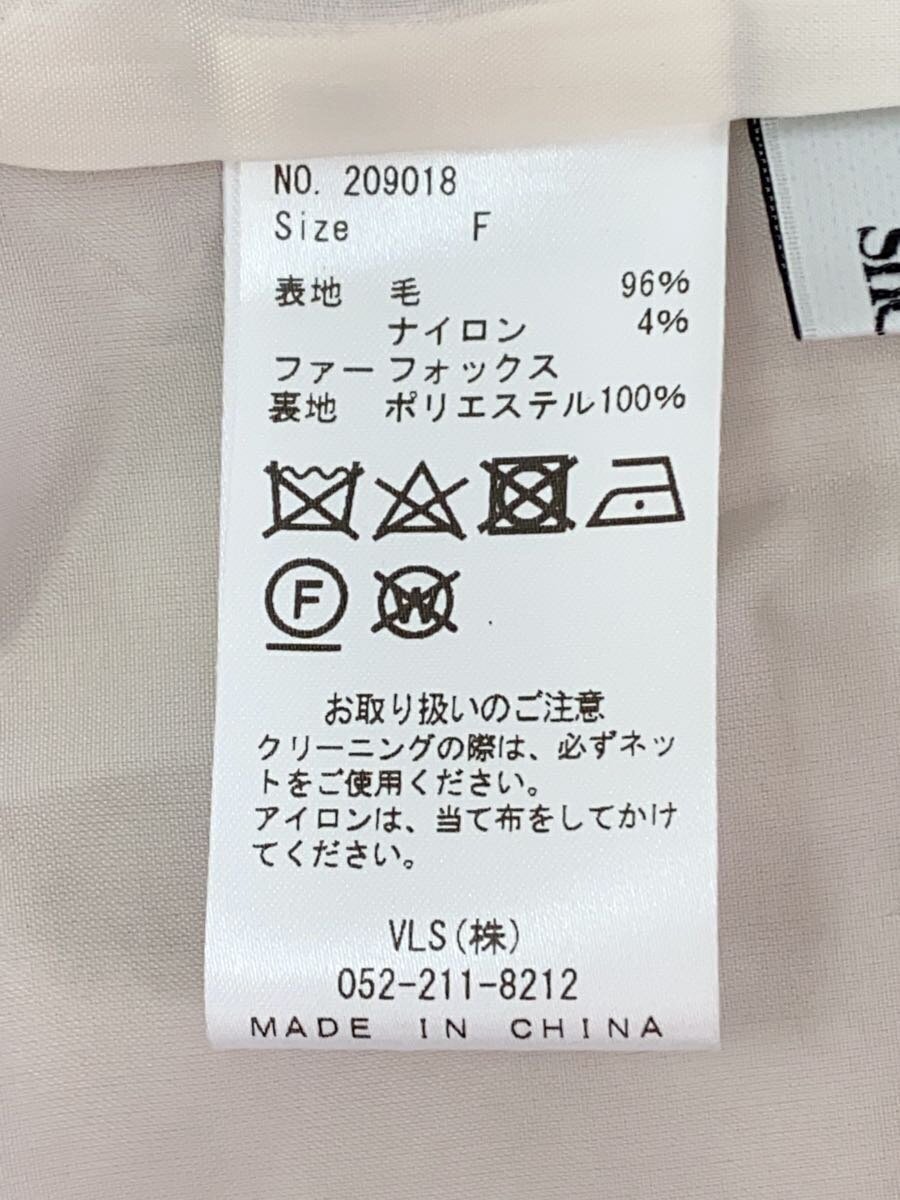 NO. 209018
Size F
表地 毛 96%
ナイロン 4%
ファー フォックス
裏地 ポリエステル100%
F
W
お取り扱いのご注意
クリーニングの際は、必ずネッ
トをご使用ください。
アイロンは、当て布をしてかけ
てください。
VLS(株)
052-211-8212
MADE IN CHINA